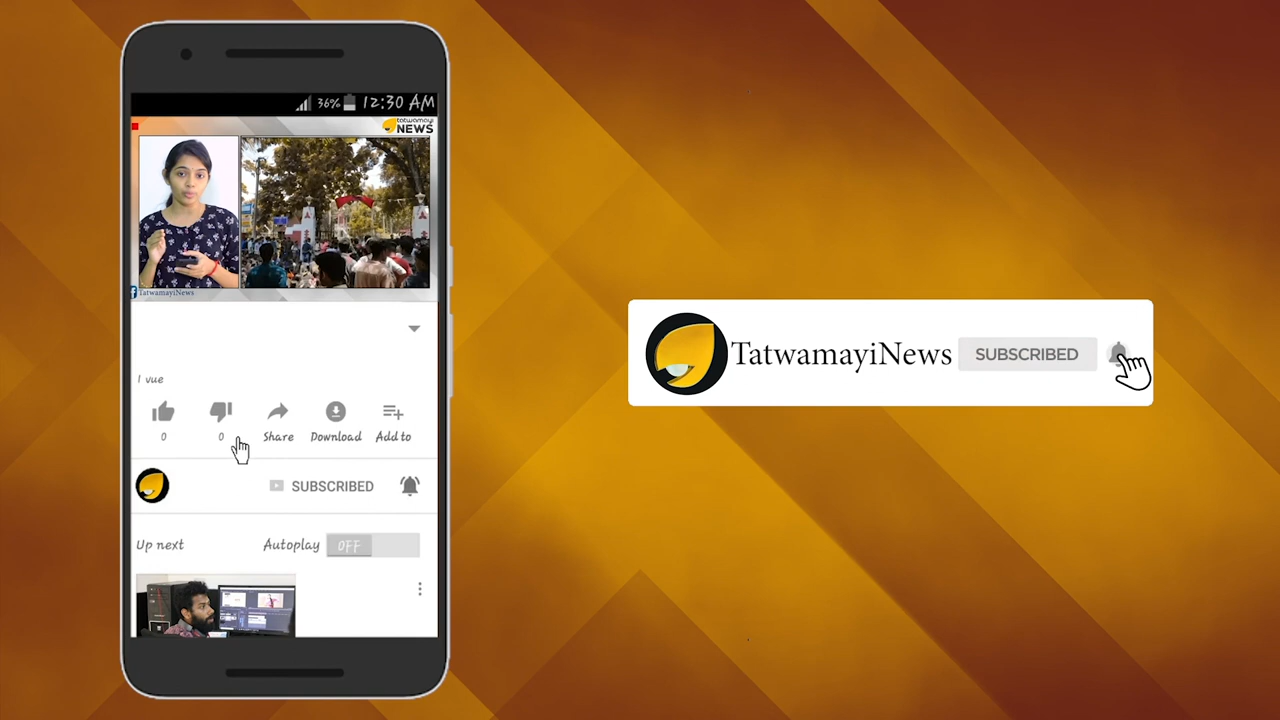 36% 12:30 AM
tatwamayi
NEWS
TatwamayiNews
1 vue
0 0 Share Download Add to
SUBSCRIBED
Up next Autoplay OFF
TatwamayiNews SUBSCRIBED